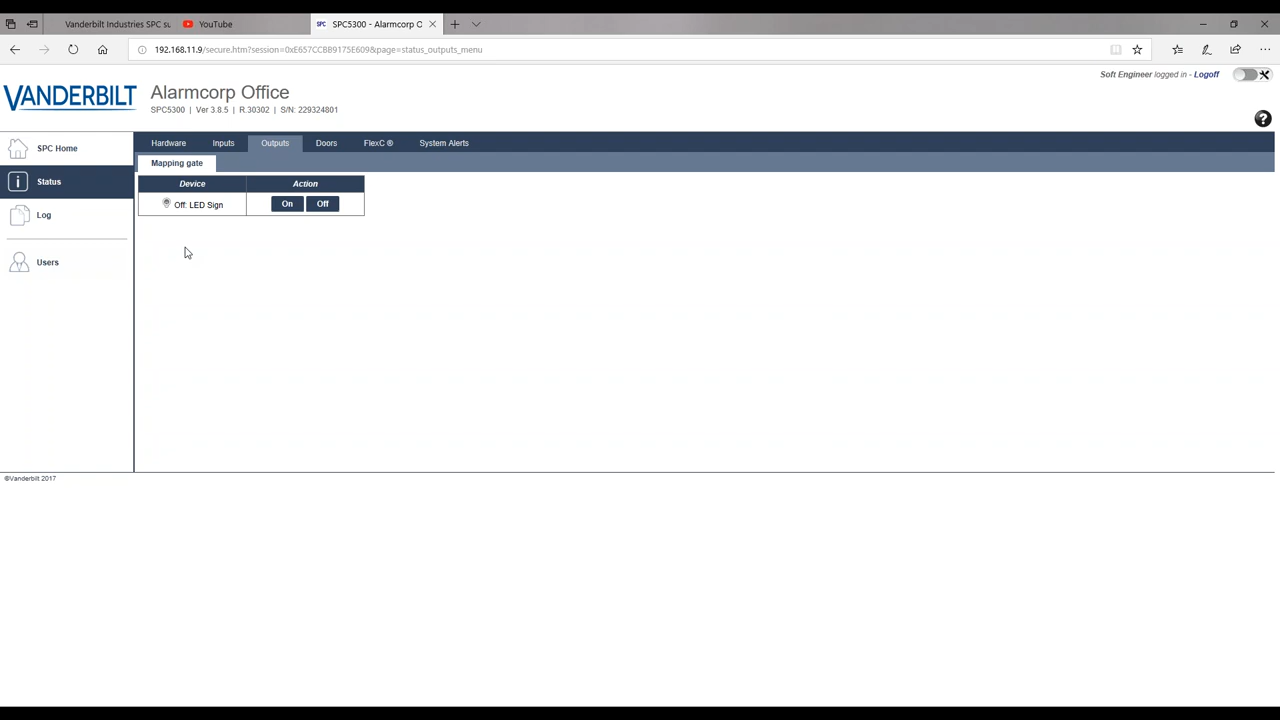 Vanderbilt Industries SPC su
YouTube
SPC SPC5300 - Alarmcorp O
192.168.11.9/secure.htm?session=0xE657CCBB9175E609&page=status_outputs_menu
Soft Engineer logged in - Logoff
VANDERBILT
Alarmcorp Office
SPC5300 | Ver 3.8.5 | R.30302 | S/N: 229324801
?
SPC Home
Status
Log
Users
Hardware Inputs Outputs Doors FlexC ® System Alerts
Mapping gate
Device Action
Off: LED Sign On Off
©Vanderbilt 2017